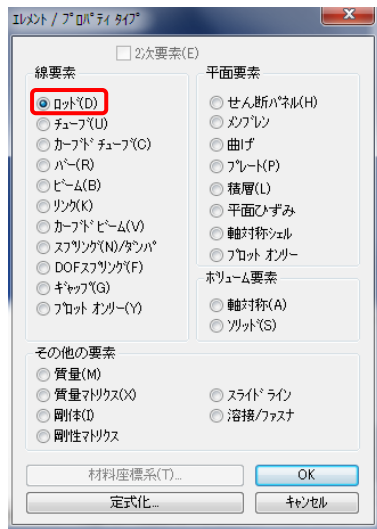 エレメント / プロパティ タイプ
2次要素(E)
線要素
ロッド(D)
チューブ(U)
カーブド チューブ(C)
バー(R)
ビーム(B)
リンク(K)
カーブド ビーム(V)
スプリング(N)/ダンパ
DOFスプリング(F)
ギャップ(G)
プロット オンリー(Y)
平面要素
せん断パネル(H)
メンブレン
曲げ
プレート(P)
積層(L)
平面ひずみ
軸対称シェル
プロット オンリー
ボリューム要素
軸対称(A)
ソリッド(S)
その他の要素
質量(M)
質量マトリクス(X)
剛体(I)
剛性マトリクス
スライド ライン
溶接/ファスナ
材料座標系(T)...
OK
定式化...
キャンセル